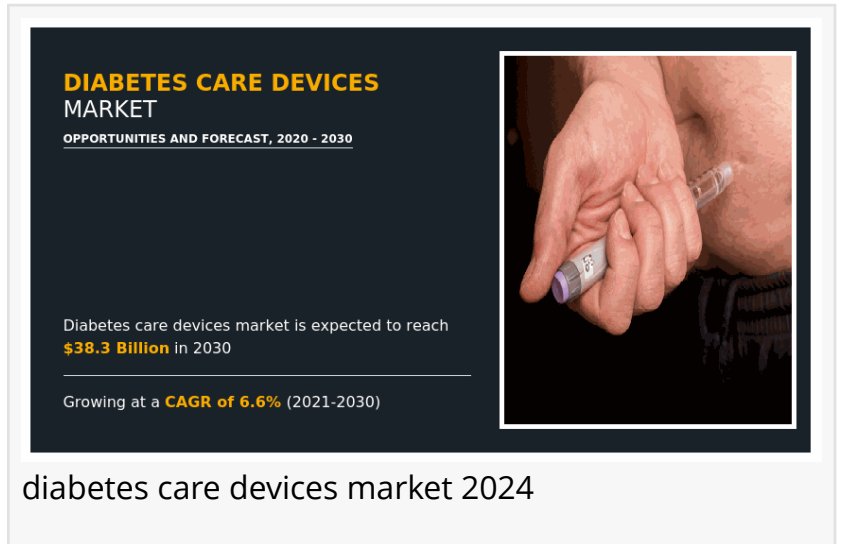 DIABETES CARE DEVICES
MARKET
OPPORTUNITIES AND FORECAST, 2020 - 2030
Diabetes care devices market is expected to reach
$38.3 Billion in 2030
Growing at a CAGR of 6.6% (2021-2030)
diabetes care devices market 2024